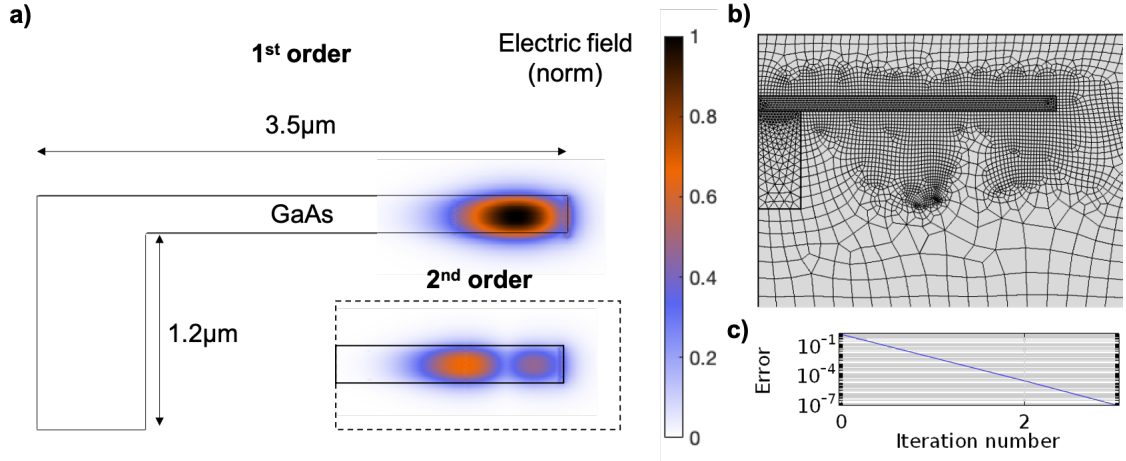 a)
1st order
Electric field
(norm)
3.5µm
GaAs
2nd order
1.2µm
1
0.8
0.6
0.4
0.2
0
b)
c)
Error
10-1
10-4
10-7
0
2
Iteration number